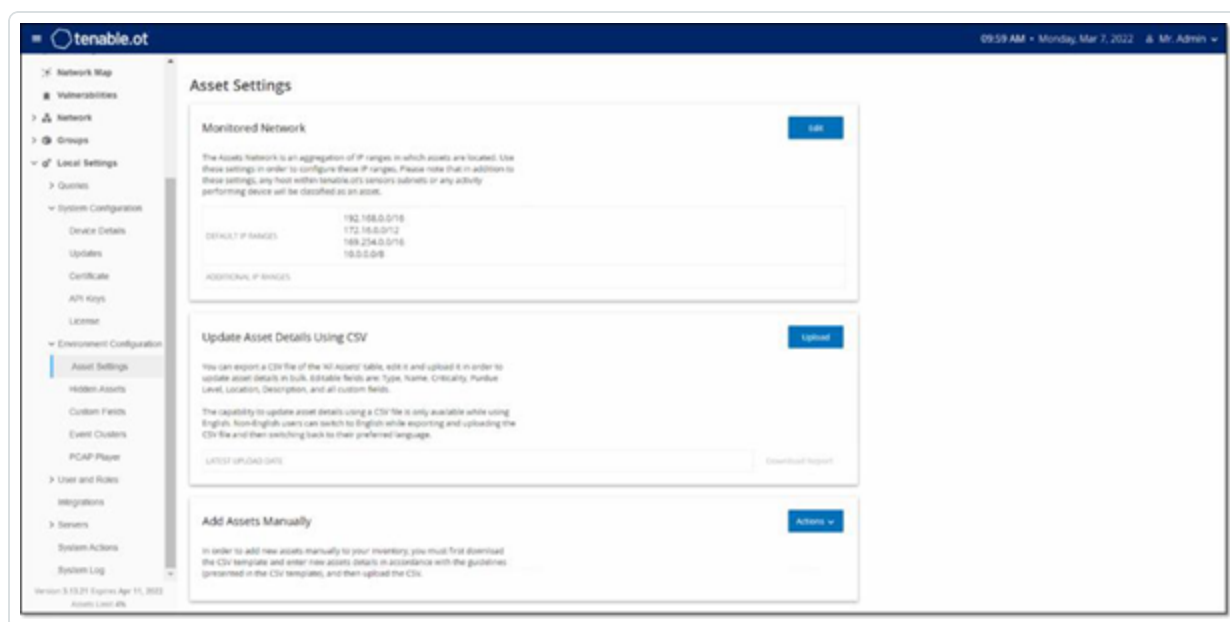 tenable.ot
09:59 AM • Monday, Mar 7, 2022 Mr. Admin
Network Map
Vulnerabilities
Network
Groups
Local Settings
Queries
System Configuration
Device Details
Updates
Certificate
API Keys
License
Environment Configuration
Asset Settings
Hidden Assets
Custom Fields
Event Clusters
PCAP Player
User and Roles
Integrations
Servers
System Actions
System Log
Version 3.13.21 Expires Apr 11, 2022
Assets Limit 4%
Asset Settings
Monitored Network
Edit
The Assets Network is an aggregation of IP ranges in which assets are located. Use
these settings in order to configure these IP ranges. Please note that in addition to
these settings, any host within tenable.ot's sensors subnets or any activity
performing device will be classified as an asset.
DEFAULT IP RANGES
192.168.0.0/16
172.16.0.0/12
169.254.0.0/16
10.0.0.0/8
ADDITIONAL IP RANGES
Update Asset Details Using CSV
Upload
You can export a CSV file of the 'All Assets' table, edit it and upload it in order to
update asset details in bulk. Editable fields are: Type, Name, Criticality, Purdue
Level, Location, Description, and all custom fields.
The capability to update asset details using a CSV file is only available while using
English. Non-English users can switch to English while exporting and uploading the
CSV file and then switching back to their preferred language.
LATEST UPLOAD DATE
Download Report
Add Assets Manually
Actions
In order to add new assets manually to your inventory, you must first download
the CSV template and enter new assets details in accordance with the guidelines
(presented in the CSV template), and then upload the CSV.